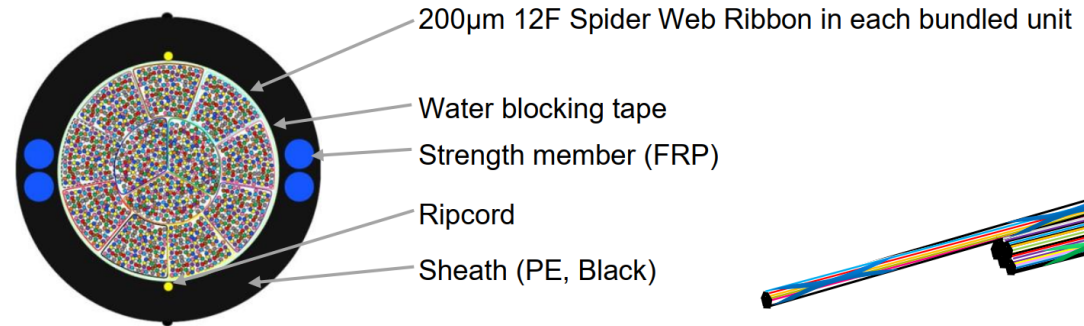 200µm 12F Spider Web Ribbon in each bundled unit
Water blocking tape
Strength member (FRP)
Ripcord
Sheath (PE, Black)